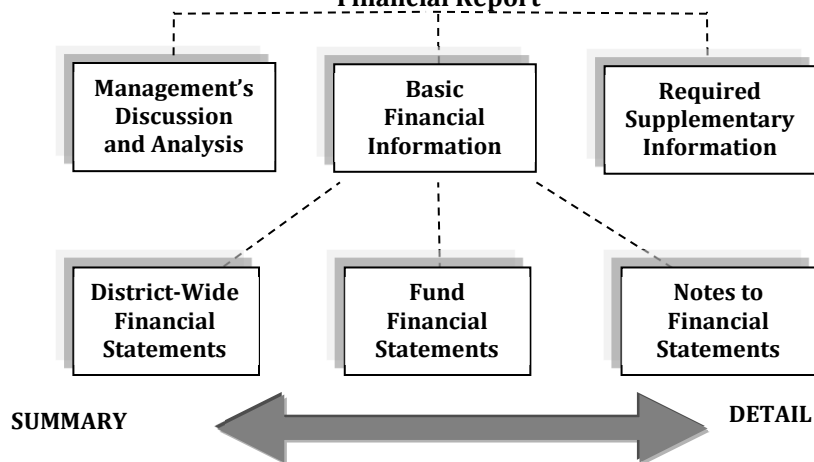 Financial Report
Management’s
Discussion
and Analysis
Basic
Financial
Information
Required
Supplementary
Information
District-Wide
Financial
Statements
Fund
Financial
Statements
Notes to
Financial
Statements
SUMMARY
DETAIL